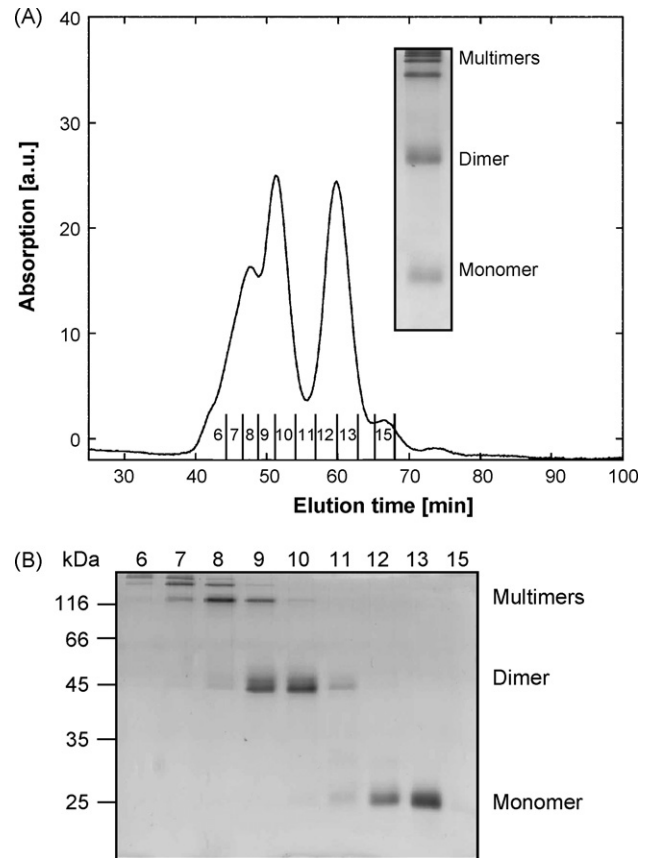 (A)
40
30
20
10
0
Absorption [a.u.]
Multimers
Dimer
Monomer
6 7 8 9 10 11 12 13 15
30 40 50 60 70 80 90 100
Elution time [min]
(B) kDa 6 7 8 9 10 11 12 13 15
116
66
45
35
25
Multimers
Dimer
Monomer